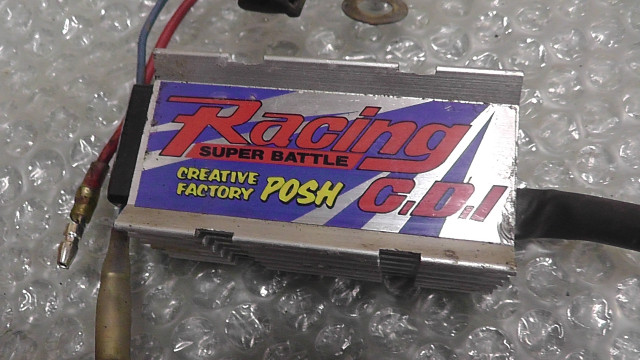 Racing
SUPER BATTLE
CREATIVE
FACTORY POSH
C.D.I